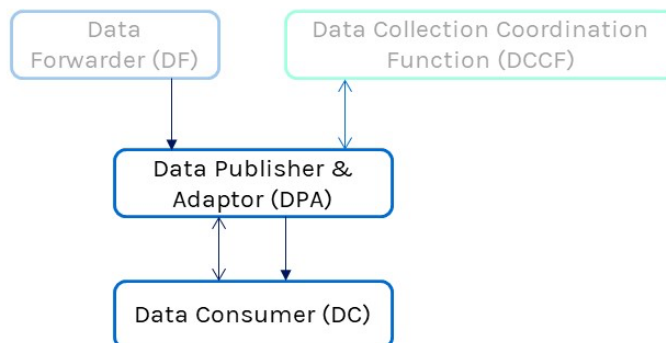 Data
Forwarder (DF)
Data Collection Coordination
Function (DCCF)
Data Publisher &
Adaptor (DPA)
Data Consumer (DC)